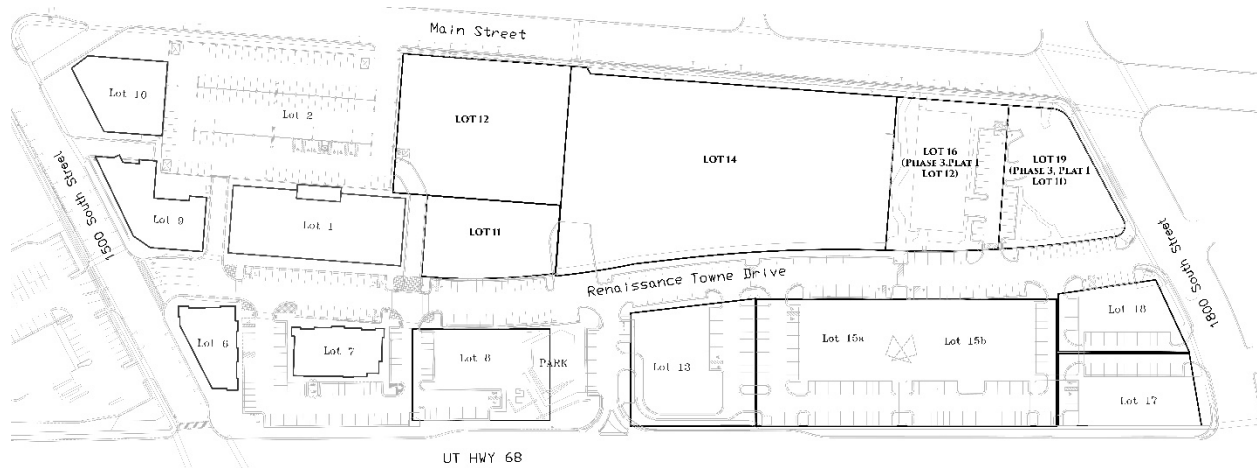 Main Street
Lot 10
Lot 2
LOT 12
LOT 14
LOT 16
(PHASE 3,PLAT 1
LOT 12)
LOT 19
(PHASE 3, PLAT 1
LOT 11)
1500 South Street
Lot 9
Lot 1
LOT 11
Renaissance Towne Drive
1800 South Street
Lot 6
Lot 7
Lot 8
PARK
Lot 13
Lot 15a
Lot 15b
Lot 18
Lot 17
UT HWY 68